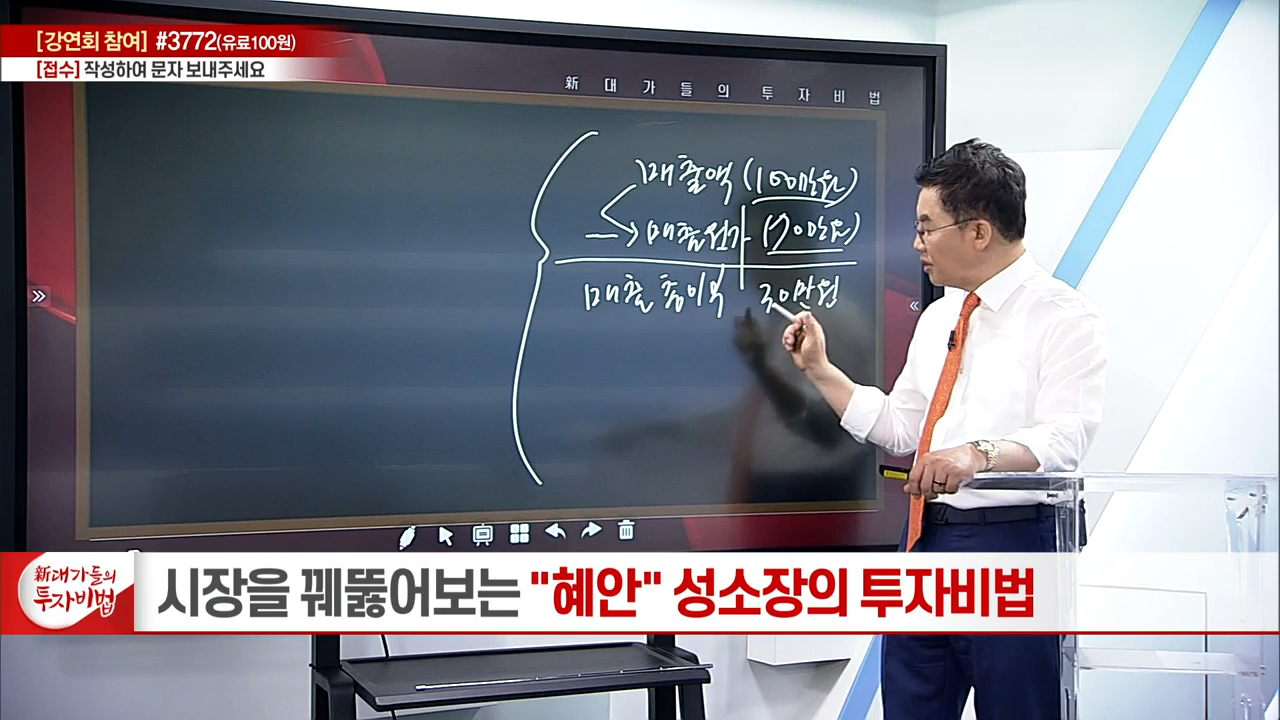 [강연회 참여] #3772(유료100원)
[접수] 작성하여 문자 보내주세요
新 대 가 들 의 투 자 비 법
매출액 (100만원)
매출원가 (70만원)
매출총이익 30만원
新대가들의
투자비법
시장을 꿰뚫어보는 "혜안" 성소장의 투자비법